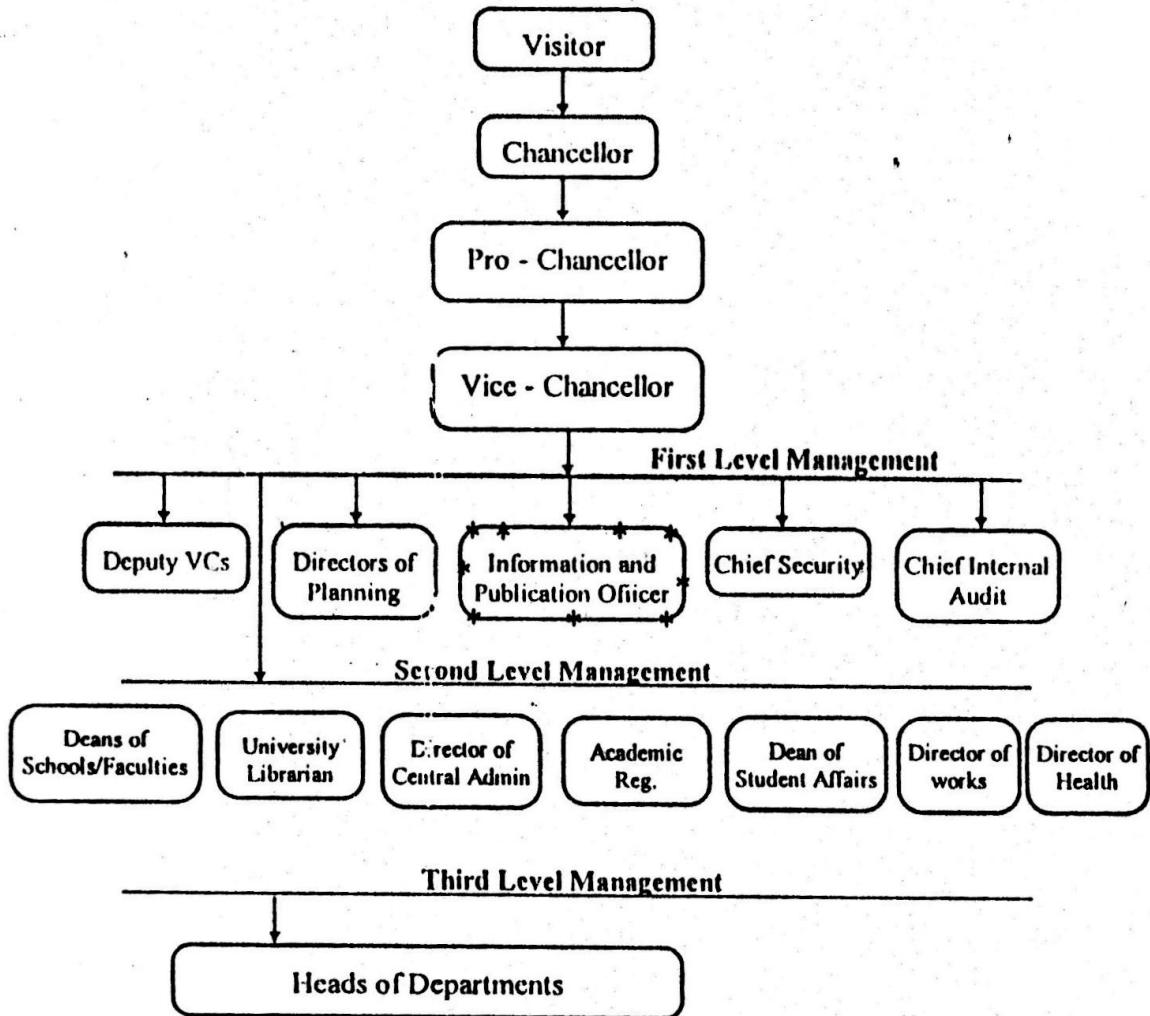 Visitor
Chancellor
Pro - Chancellor
Vice - Chancellor
First Level Management
Deputy VCs
Directors of
Planning
Information and
Publication Officer
Chief Security
Chief Internal
Audit
Second Level Management
Deans of
Schools/Faculties
University
Librarian
Director of
Central Admin
Academic
Reg.
Dean of
Student Affairs
Director of
works
Director of
Health
Third Level Management
Heads of Departments